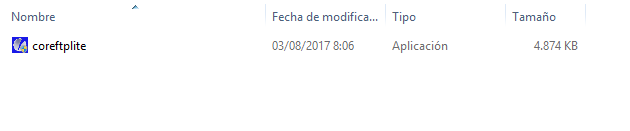 Nombre Fecha de modifica... Tipo Tamaño
coreftplite 03/08/2017 8:06 Aplicación 4.874 KB